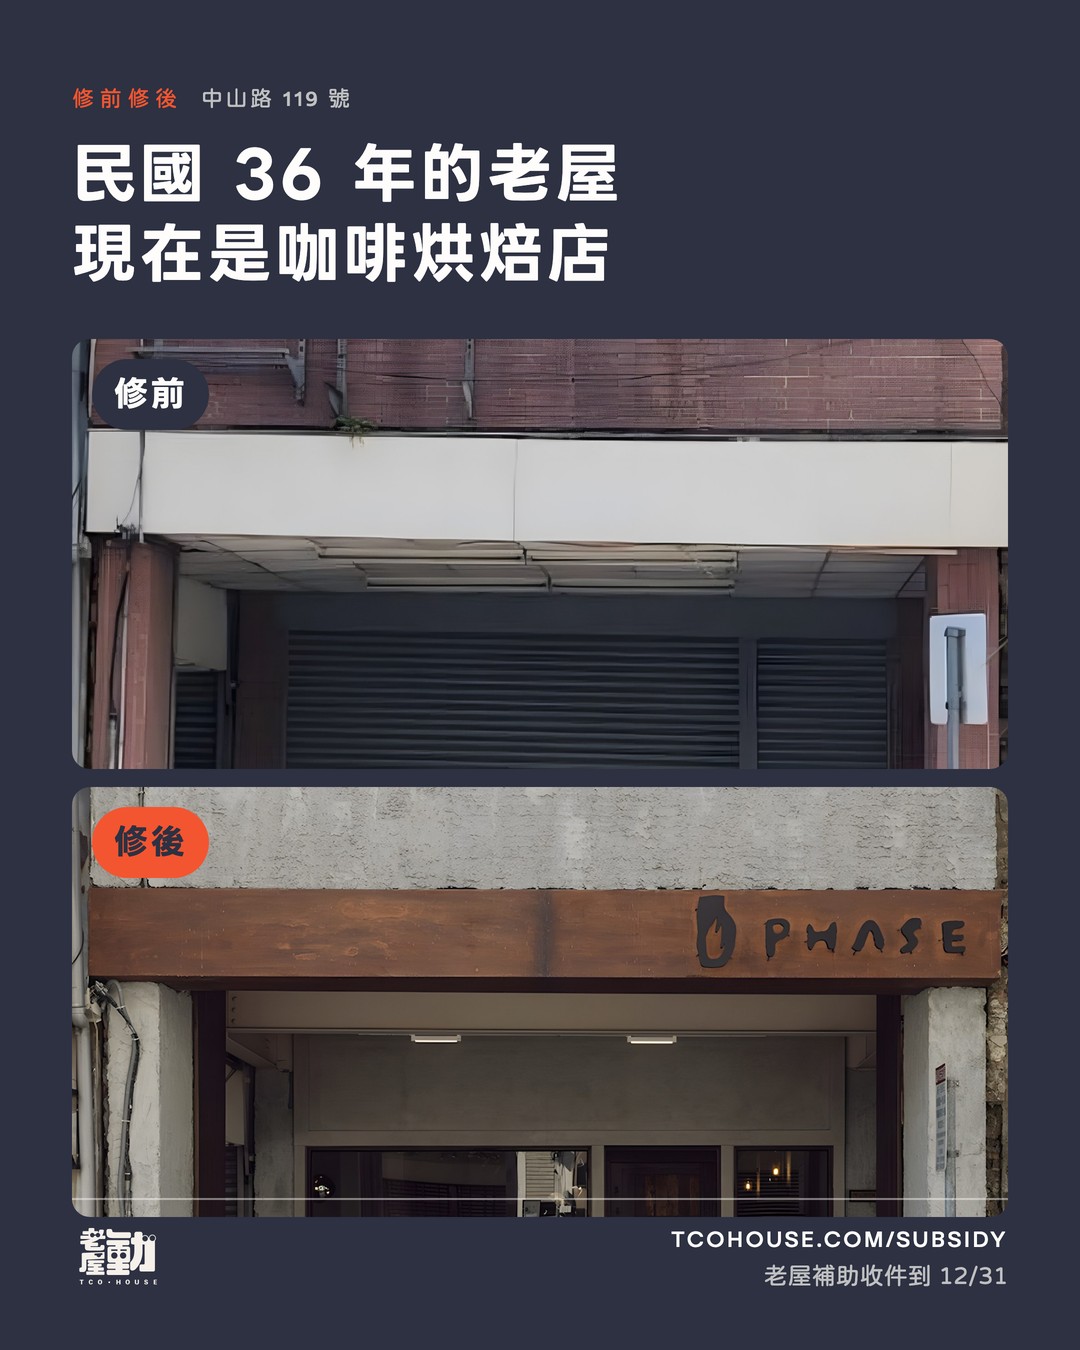 修前修後 中山路 119 號
民國 36 年的老屋
現在是咖啡烘焙店
修前
修後
PHASE
老屋動
TCO·HOUSE
TCOHOUSE.COM/SUBSIDY
老屋補助收件到 12/31